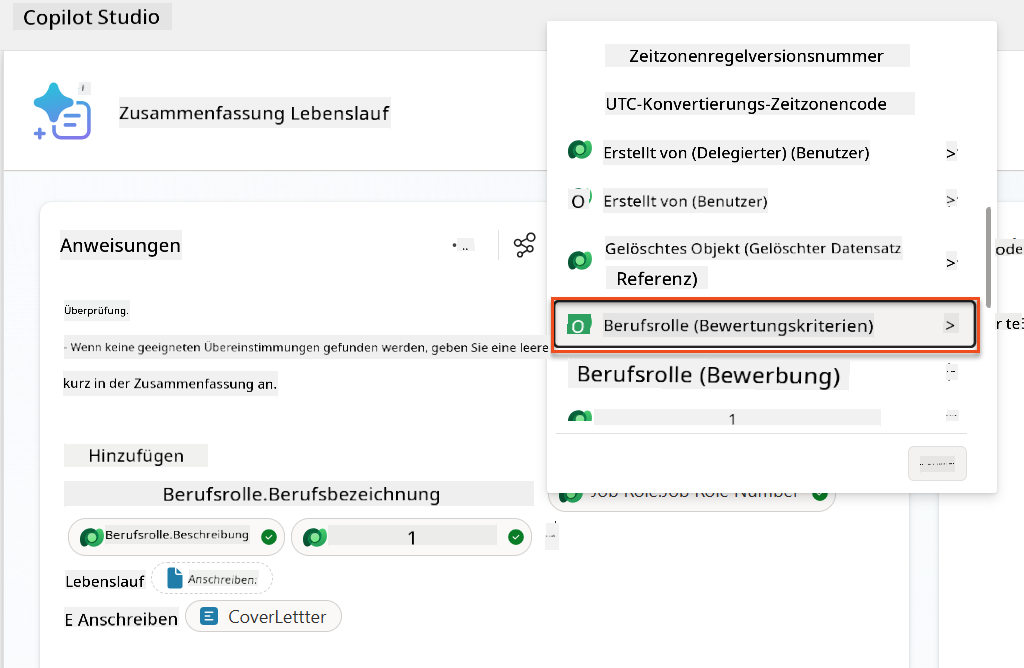 Copilot Studio
Zusammenfassung Lebenslauf
Anweisungen
Überprüfung.
- Wenn keine geeigneten Übereinstimmungen gefunden werden, geben Sie eine leere
kurz in der Zusammenfassung an.
Hinzufügen
Berufsrolle.Berufsbezeichnung
Job Role.Job Role Number
Berufsrolle.Beschreibung
1
Lebenslauf
Anschreiben:
E Anschreiben
CoverLettter
Zeitzonenregelversionsnummer
UTC-Konvertierungs-Zeitzonencode
Erstellt von (Delegierter) (Benutzer) >
Erstellt von (Benutzer) >
Gelöschtes Objekt (Gelöschter Datensatz
Referenz) >
Berufsrolle (Bewertungskriterien) >
Berufsrolle (Bewerbung)
1